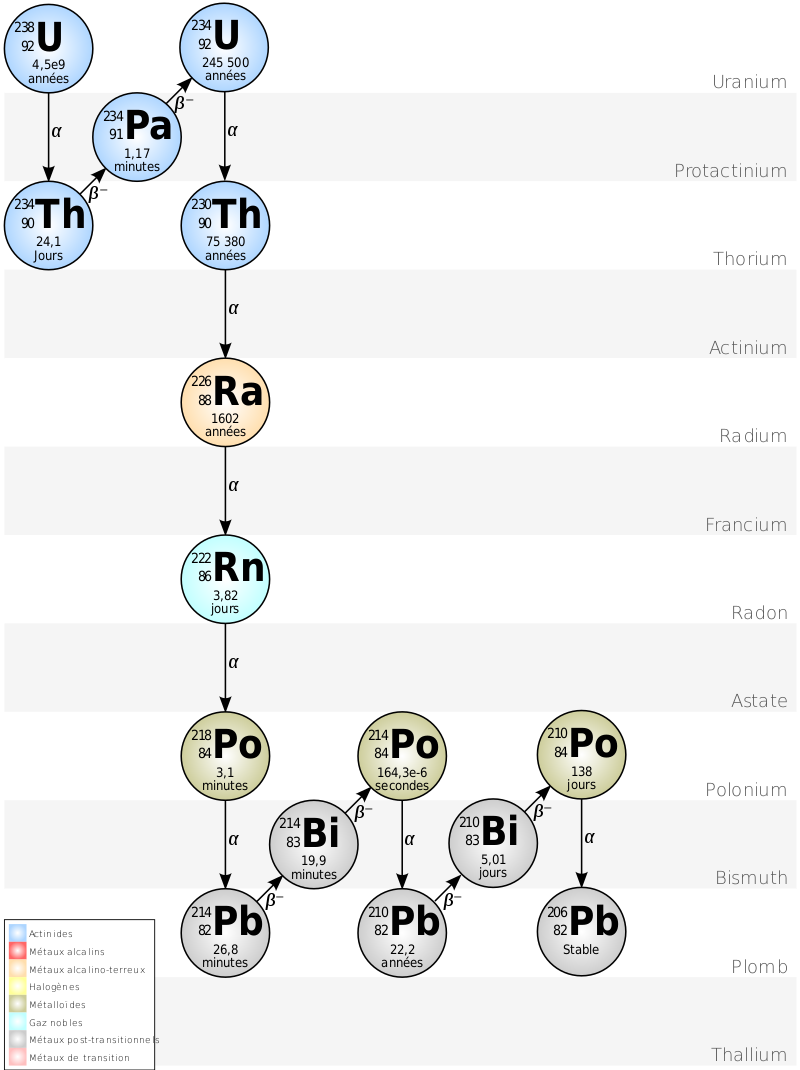 238
92
U
4,5e9
années
234
92
U
245 500
années
Uranium
α
β⁻
α
234
91
Pa
1,17
minutes
Protactinium
β⁻
234
90
Th
24,1
Jours
230
90
Th
75 380
années
Thorium
α
Actinium
226
88
Ra
1602
années
Radium
α
Francium
222
86
Rn
3,82
jours
Radon
α
Astate
218
84
Po
3,1
minutes
214
84
Po
164,3e-6
secondes
210
84
Po
138
jours
Polonium
α
β⁻
α
β⁻
α
214
83
Bi
19,9
minutes
210
83
Bi
5,01
jours
Bismuth
β⁻
β⁻
214
82
Pb
26,8
minutes
210
82
Pb
22,2
années
206
82
Pb
Stable
Plomb
Actinides
Métaux alcalins
Métaux alcalino-terreux
Halogènes
Métalloides
Gaz nobles
Métaux post-transitionnels
Métaux de transition
Thallium